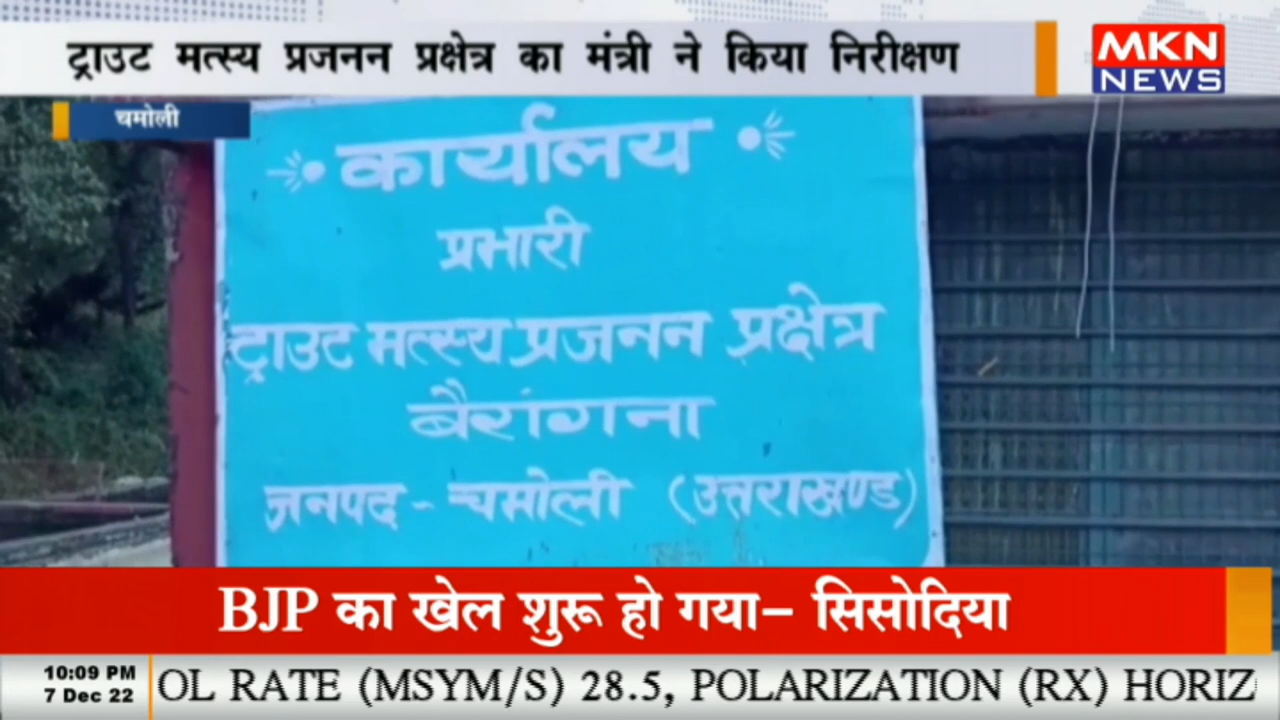 ट्राउट मत्स्य प्रजनन प्रक्षेत्र का मंत्री ने किया निरीक्षण
MKN
NEWS
चमोली
कार्यालय
प्रभारी
ट्राउट मत्स्य प्रजनन प्रक्षेत्र
बैरांगना
जनपद - चमोली (उत्तराखण्ड)
BJP का खेल शुरू हो गया– सिसोदिया
10:09 PM
7 Dec 22
OL RATE (MSYM/S) 28.5, POLARIZATION (RX) HORIZ